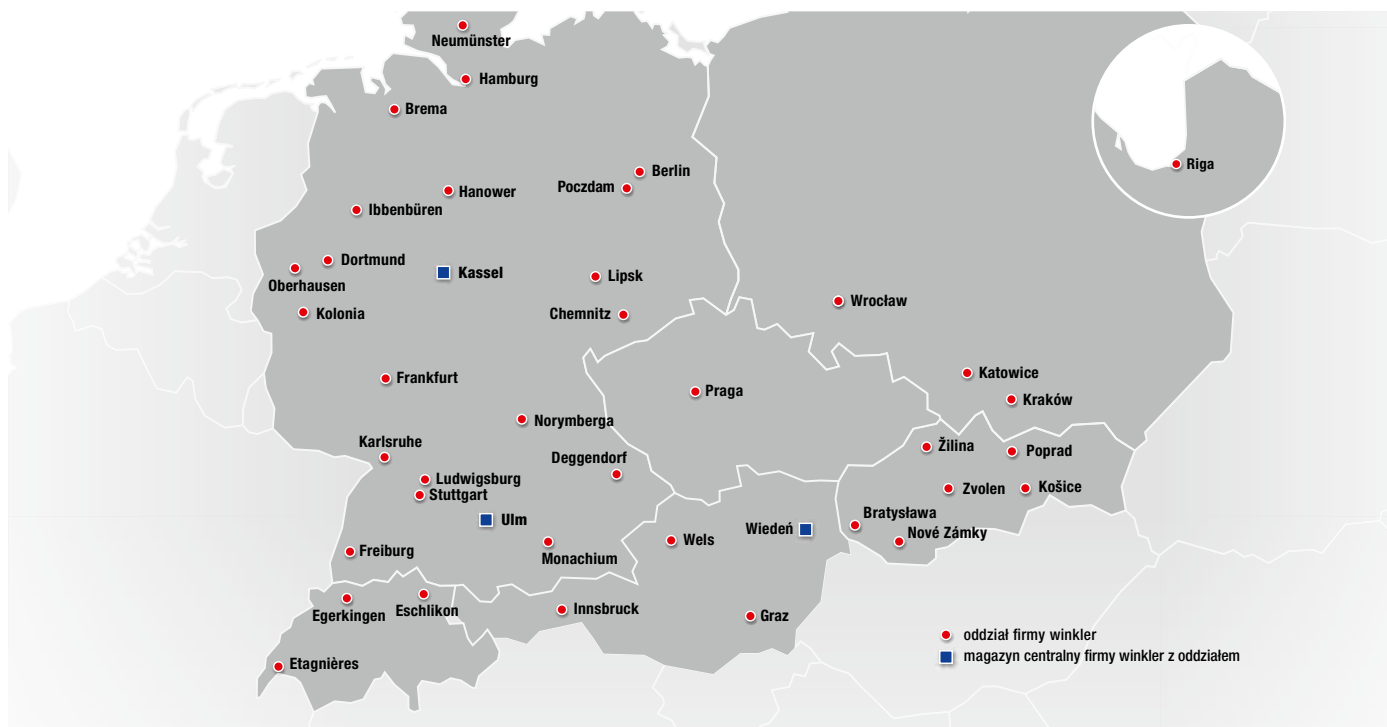 Neumünster
Hamburg
Brema
Riga
Berlin
Poczdam
Hanower
Ibbenbüren
Dortmund
Oberhausen
Kassel
Lipsk
Wrocław
Kolonia
Chemnitz
Frankfurt
Katowice
Praga
Kraków
Norymberga
Karlsruhe
Žilina
Poprad
Deggendorf
Ludwigsburg
Stuttgart
Zvolen
Košice
Bratysława
Ulm
Wiedeń
Nové Zámky
Wels
Freiburg
Monachium
Egerkingen
Eschlikon
Innsbruck
Graz
oddział firmy winkler
magazyn centralny firmy winkler z oddziałem
Etagnières